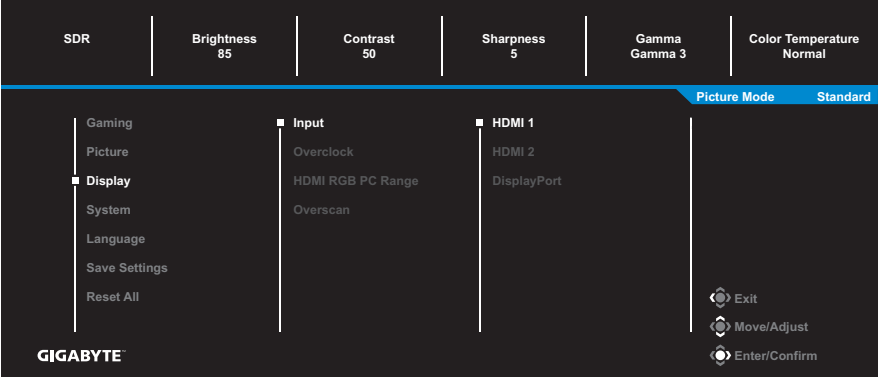 SDR
Brightness
85
Contrast
50
Sharpness
5
Gamma
Gamma 3
Color Temperature
Normal
Picture Mode Standard
Gaming
Picture
Display
System
Language
Save Settings
Reset All
Input
Overclock
HDMI RGB PC Range
Overscan
HDMI 1
HDMI 2
DisplayPort
Exit
Move/Adjust
Enter/Confirm
GIGABYTE™